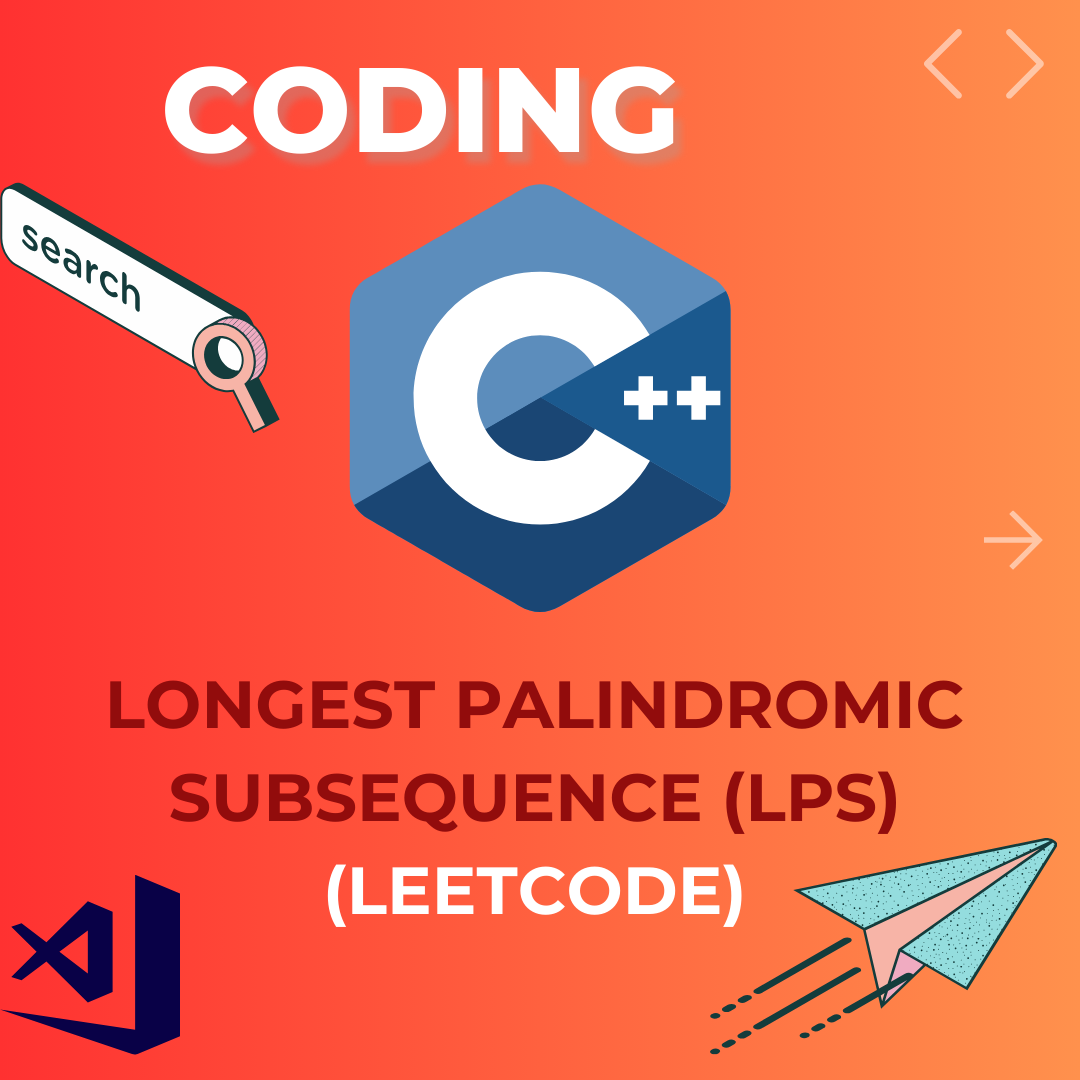 CODING
search
C++
LONGEST PALINDROMIC
SUBSEQUENCE (LPS)
(LEETCODE)